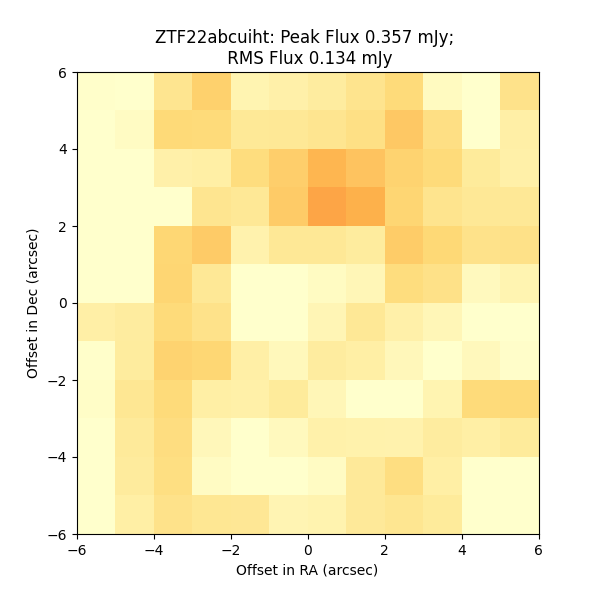 ZTF22abcuiht: Peak Flux 0.357 mJy;
RMS Flux 0.134 mJy
6
4
2
0
−2
−4
−6
Offset in Dec (arcsec)
−6 −4 −2 0 2 4 6
Offset in RA (arcsec)